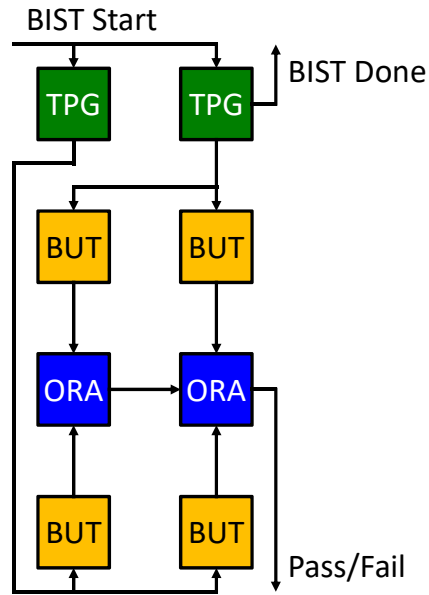 BIST Start
BIST Done
TPG
TPG
BUT
BUT
ORA
ORA
BUT
BUT
Pass/Fail